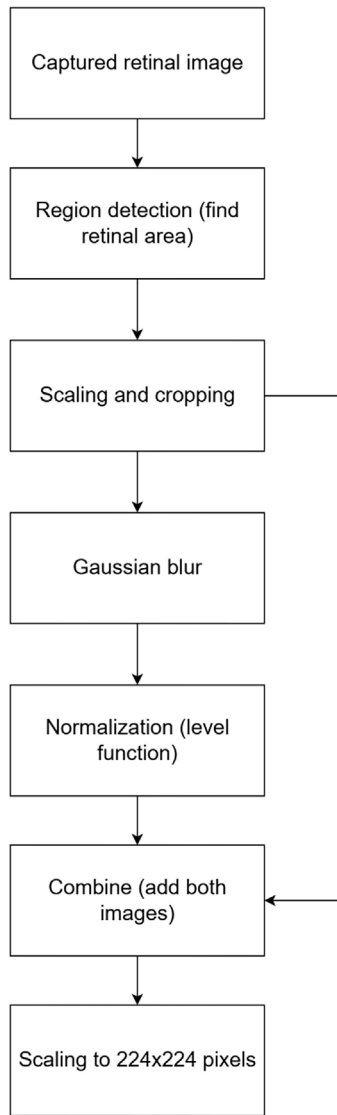 Captured retinal image
Region detection (find
retinal area)
Scaling and cropping
Gaussian blur
Normalization (level
function)
Combine (add both
images)
Scaling to 224x224 pixels